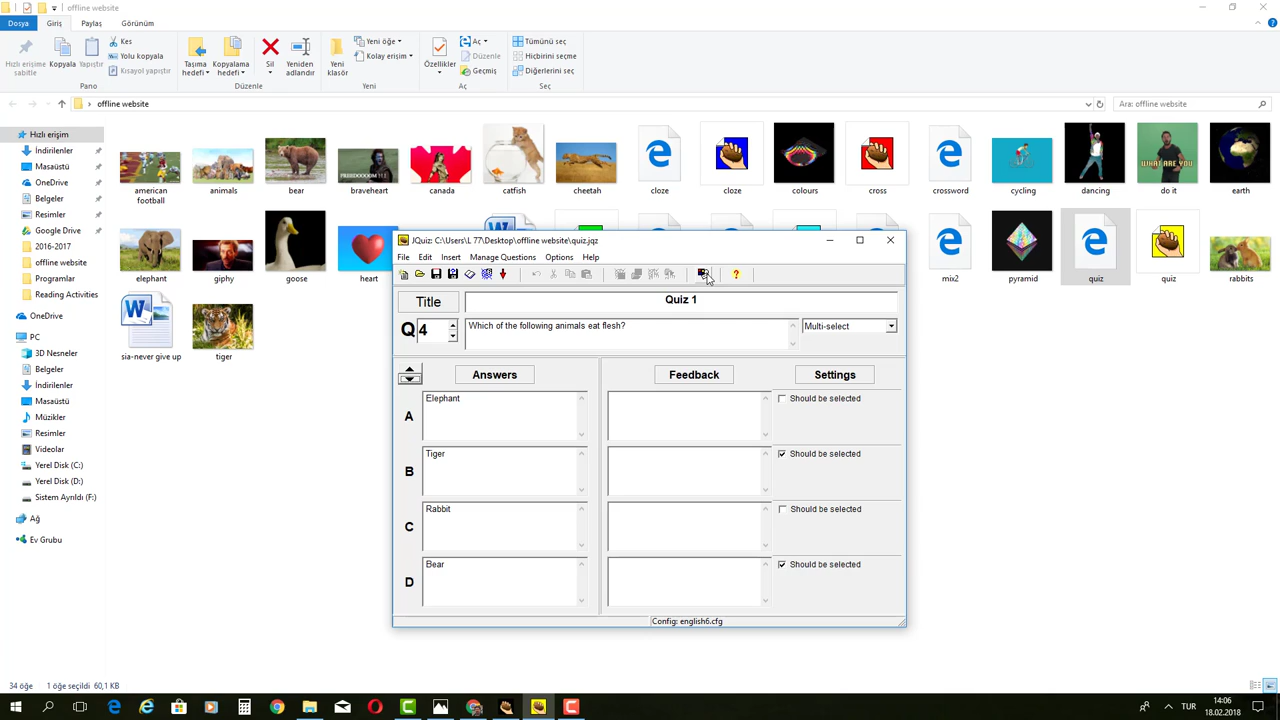 offline website
Dosya Giriş Paylaş Görünüm
Hızlı erişime sabitle
Kopyala
Yapıştır
Kes
Yolu kopyala
Kısayol yapıştır
Pano
Taşıma hedefi
Kopyalama hedefi
Sil
Yeniden adlandır
Düzenle
Yeni klasör
Yeni öğe
Kolay erişim
Yeni
Özellikler
Aç
Düzenle
Geçmiş
Aç
Tümünü seç
Hiçbirini seçme
Diğerlerini seç
Seç
offline website
Ara: offline website
Hızlı erişim
İndirilenler
Masaüstü
OneDrive
Belgeler
Resimler
Google Drive
2016-2017
bölümler
Programlar
Reading Activities
OneDrive
PC
3D Nesneler
Belgeler
İndirilenler
Masaüstü
Müzikler
Resimler
Videolar
Yerel Disk (C:)
Yerel Disk (D:)
Sistem Ayrıldı (F:)
Ağ
Ev Grubu
FREEDOOOM !!!
WHAT ARE YOU
american football
animals
bear
braveheart
canada
catfish
cheetah
cloze
cloze
colours
cross
crossword
cycling
dancing
do it
earth
elephant
giphy
goose
heart
mix2
pyramid
quiz
quiz
rabbits
sia-never give up
tiger
JQuiz: C:\Users\L 77\Desktop\offline website\quiz.jqz
File Edit Insert Manage Questions Options Help
Title
Quiz 1
Q 4
Which of the following animals eat flesh?
Multi-select
Answers Feedback Settings
A Elephant Should be selected
B Tiger Should be selected
C Rabbit Should be selected
D Bear Should be selected
Config: english6.cfg
34 öğe 1 öğe seçildi 60,1 KB
TUR
14:06
18.02.2018